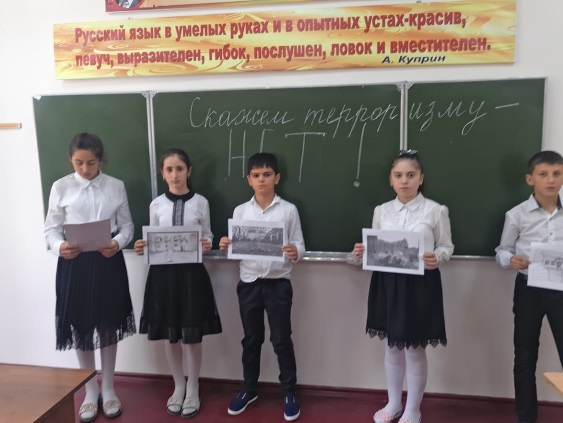 Русский язык в умелых руках и в опытных устах-красив,
певуч, выразителен, гибок, послушен, ловок и вместителен.
А. Куприн
Скажем терроризму -
НЕТ!